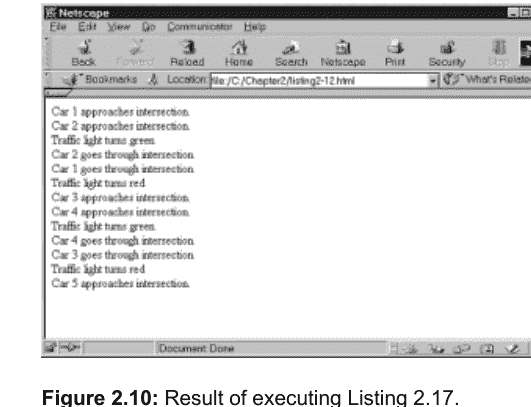 Netscape
File Edit View Go Communicator Help
Back Forward Reload Home Search Netscape Print Security Stop
Bookmarks Location: file:/C:/Chapter2/listing2-12.html What's Relate
Car 1 approaches intersection.
Car 2 approaches intersection.
Traffic light turns green.
Car 2 goes through intersection.
Car 1 goes through intersection.
Traffic light turns red
Car 3 approaches intersection.
Car 4 approaches intersection.
Traffic light turns green.
Car 4 goes through intersection.
Car 3 goes through intersection.
Traffic light turns red
Car 5 approaches intersection.
Document Done
Figure 2.10: Result of executing Listing 2.17.